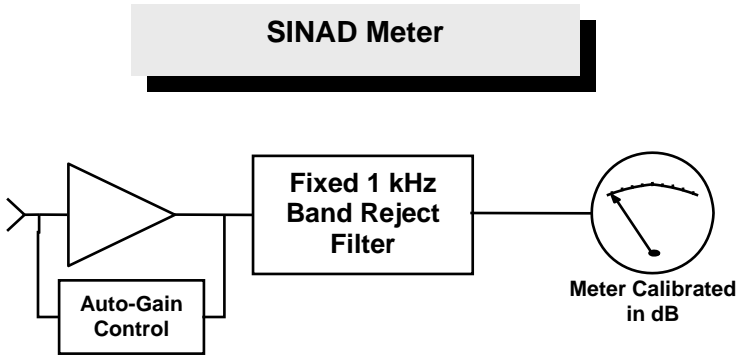 SINAD Meter
Fixed 1 kHz
Band Reject
Filter
Auto-Gain
Control
Meter Calibrated
in dB